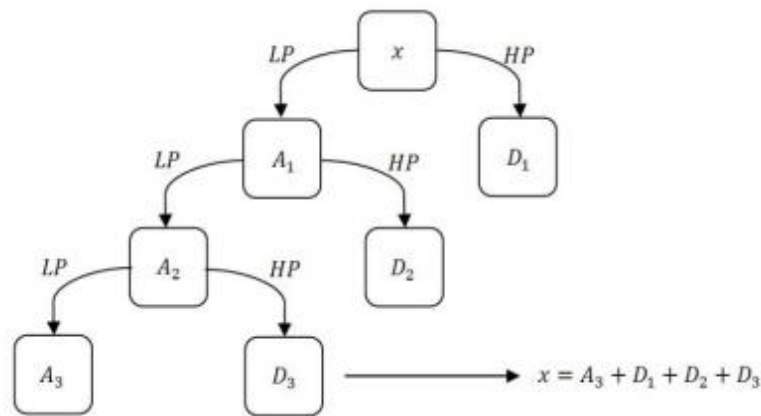 x
LP
HP
A₁
D₁
LP
HP
A₂
D₂
LP
HP
A₃
D₃
x = A₃ + D₁ + D₂ + D₃